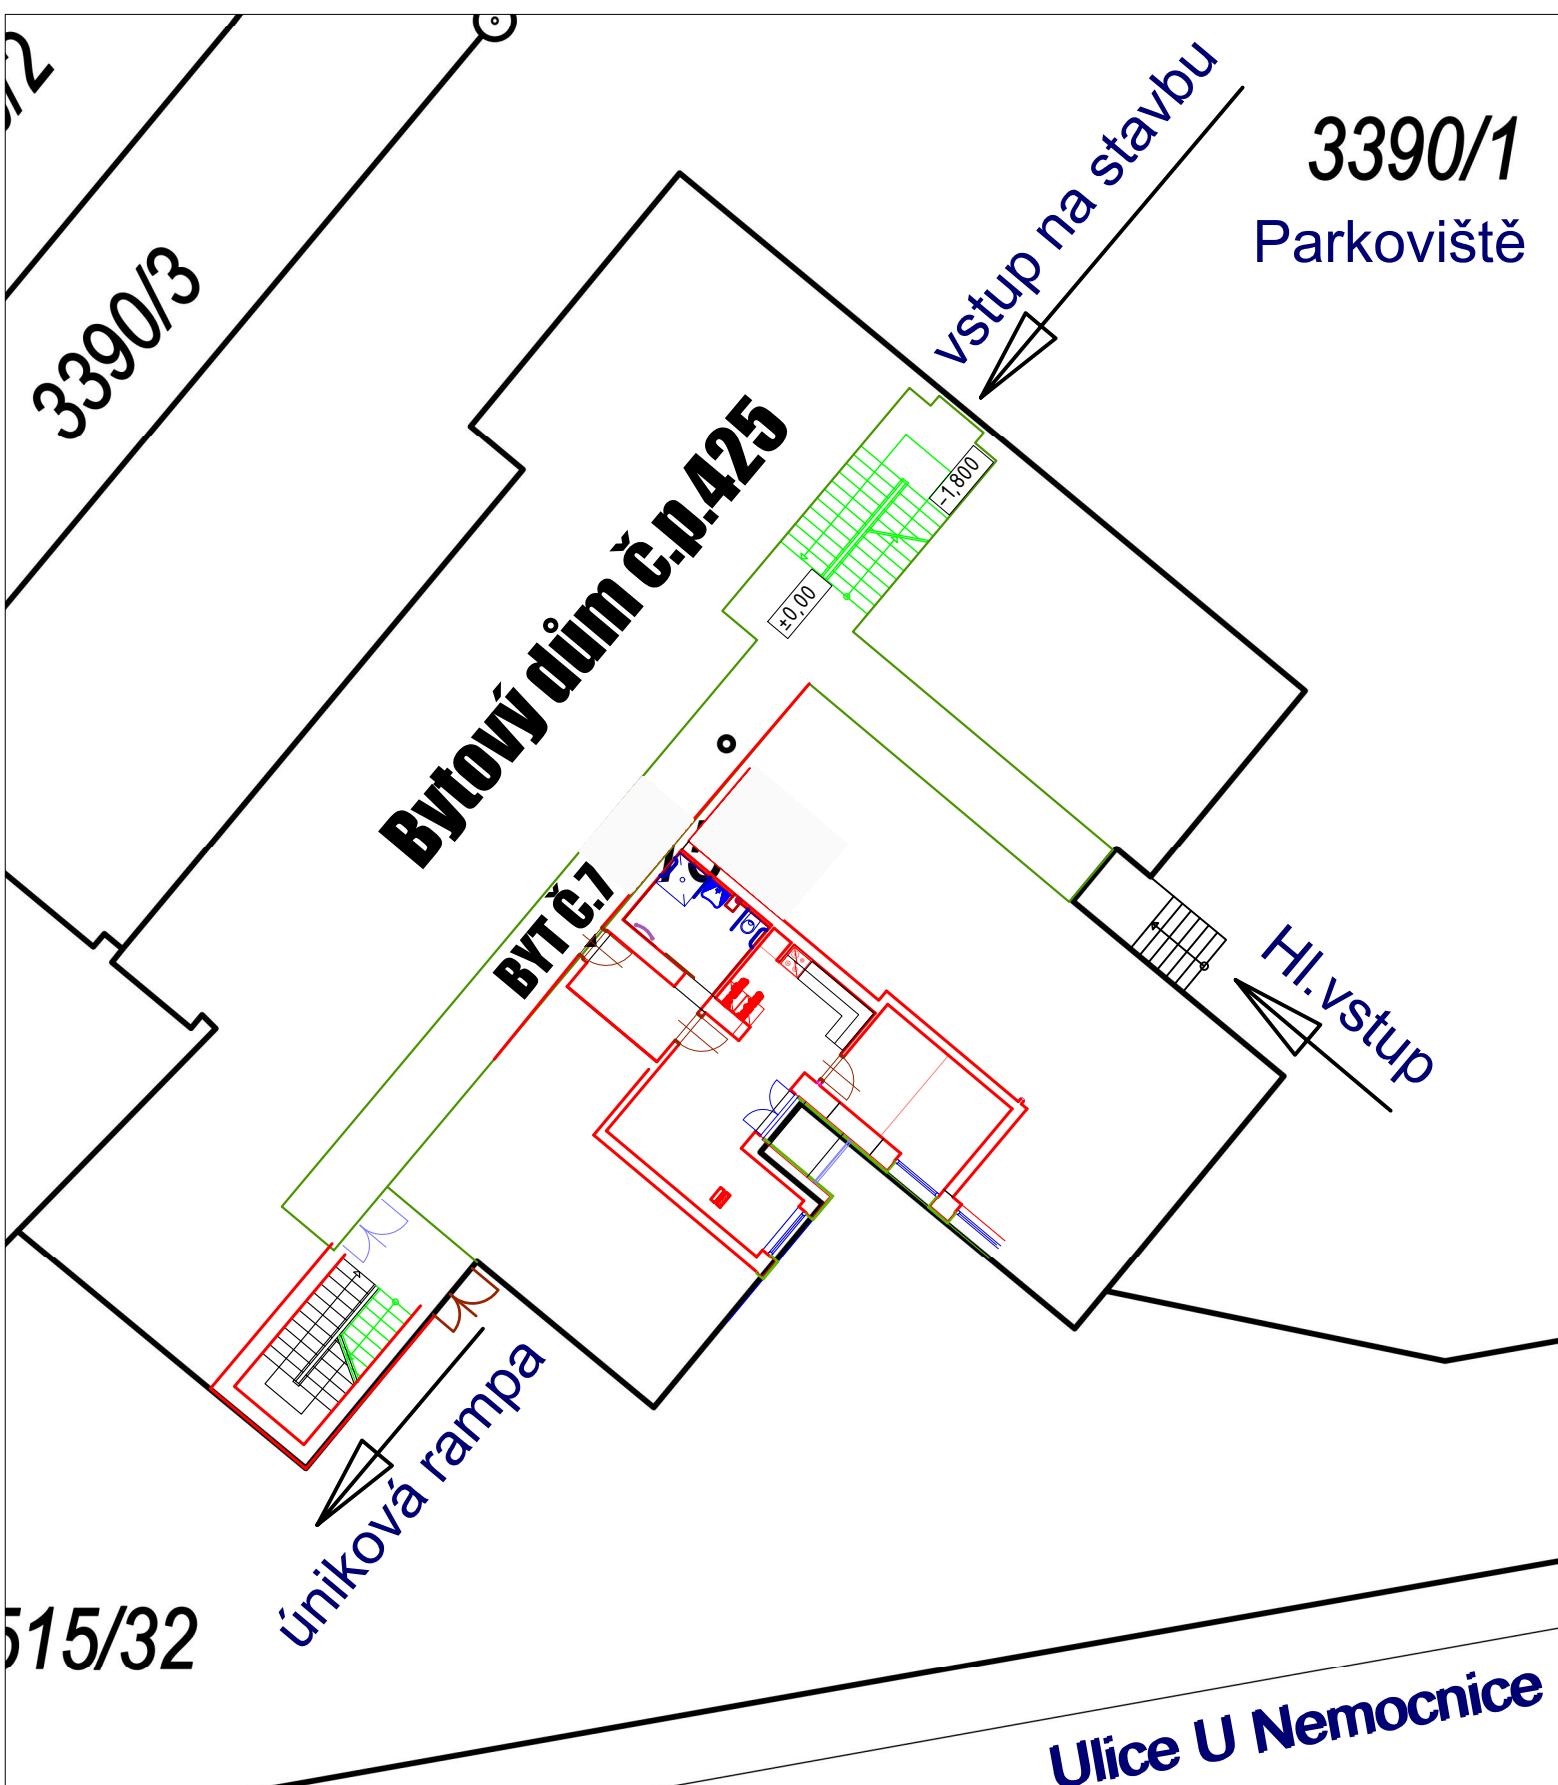 vstup na stavbu
3390/1
Parkoviště
3390/3
-1,800
±0,00
Bytový dům č.p.425
BYT Č.7
Hl.vstup
úniková rampa
515/32
Ulice U Nemocnice